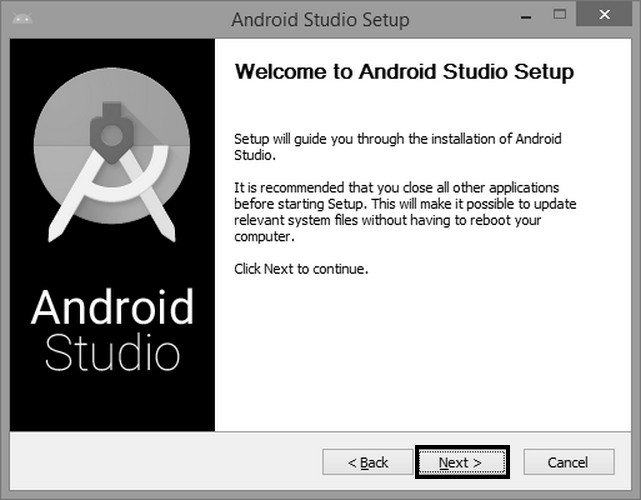 Android Studio Setup
Welcome to Android Studio Setup
Setup will guide you through the installation of Android
Studio.
It is recommended that you close all other applications
before starting Setup. This will make it possible to update
relevant system files without having to reboot your
computer.
Click Next to continue.
Android
Studio
< Back
Next >
Cancel